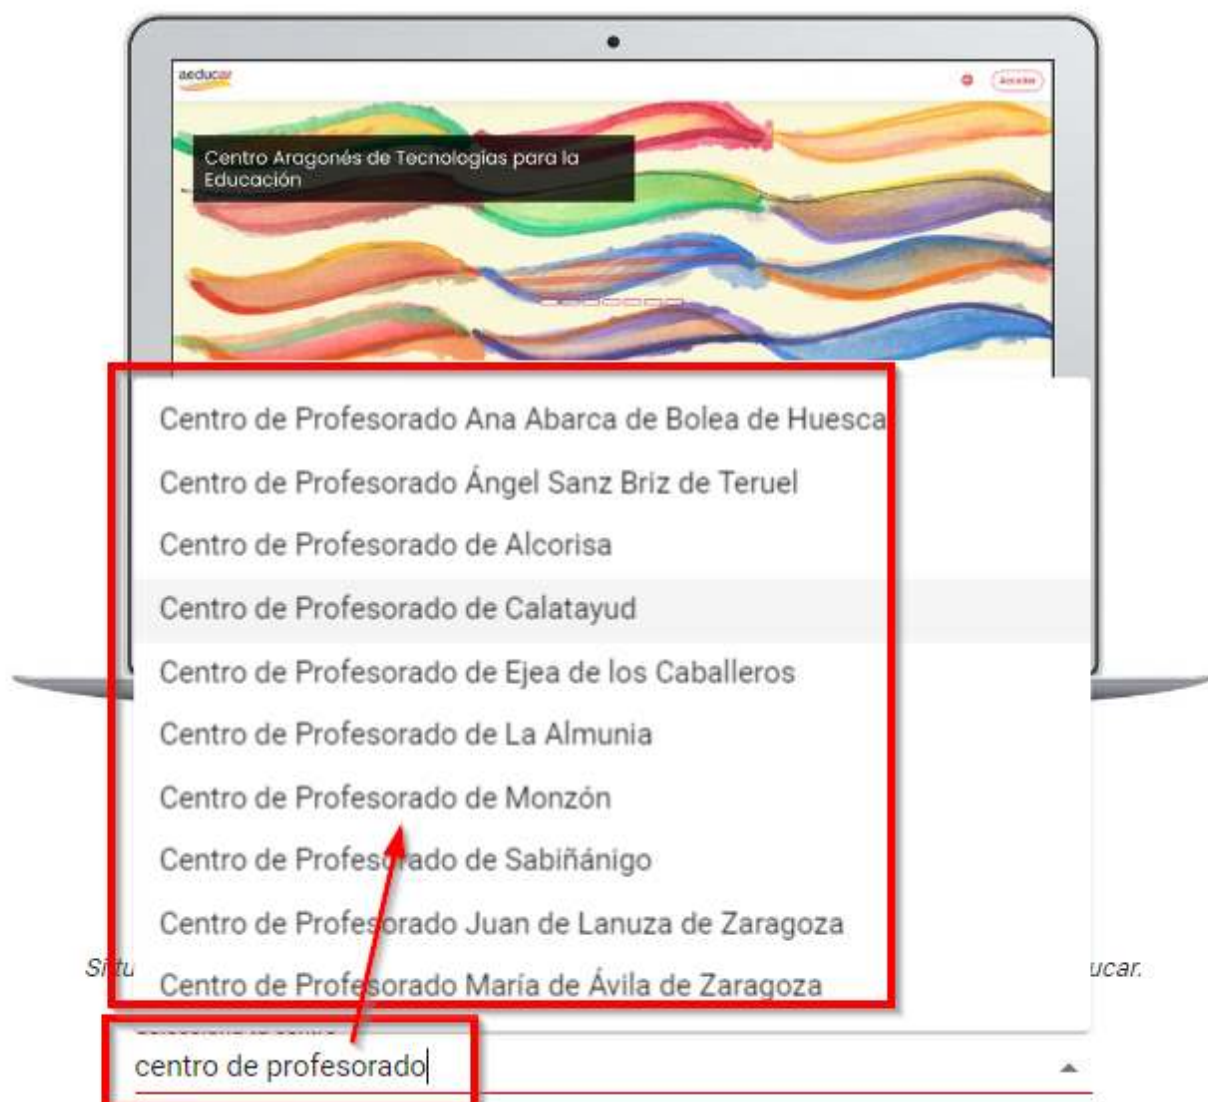 aeducar
Acceder
Centro Aragonés de Tecnologías para la
Educación
Centro de Profesorado Ana Abarca de Bolea de Huesca
Centro de Profesorado Ángel Sanz Briz de Teruel
Centro de Profesorado de Alcorisa
Centro de Profesorado de Calatayud
Centro de Profesorado de Ejea de los Caballeros
Centro de Profesorado de La Almunia
Centro de Profesorado de Monzón
Centro de Profesorado de Sabiñánigo
Centro de Profesorado Juan de Lanuza de Zaragoza
Si tu ucar.
Centro de Profesorado María de Ávila de Zaragoza
centro de profesorado